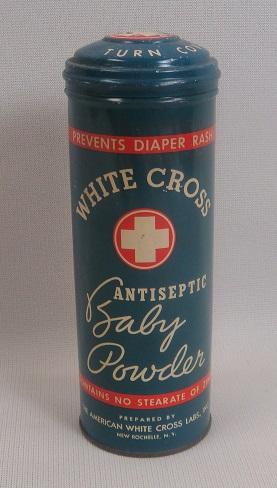 TURN
PREVENTS DIAPER RASH
WHITE CROSS
ANTISEPTIC
Baby
Powder
CONTAINS NO STEARATE OF
PREPARED BY
AMERICAN WHITE CROSS LABS.
NEW ROCHELLE, N.Y.